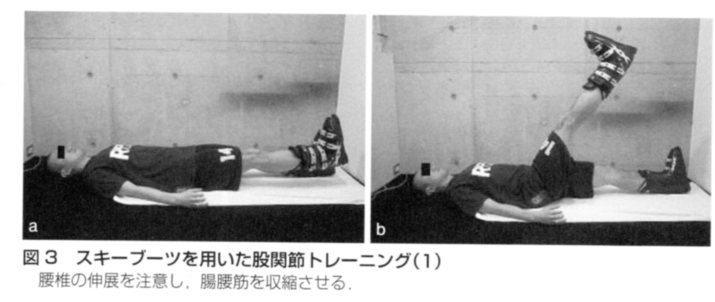 14
a
b
図3 スキーブーツを用いた股関節トレーニング(1)
腰椎の伸展を注意し,腸腰筋を収縮させる.